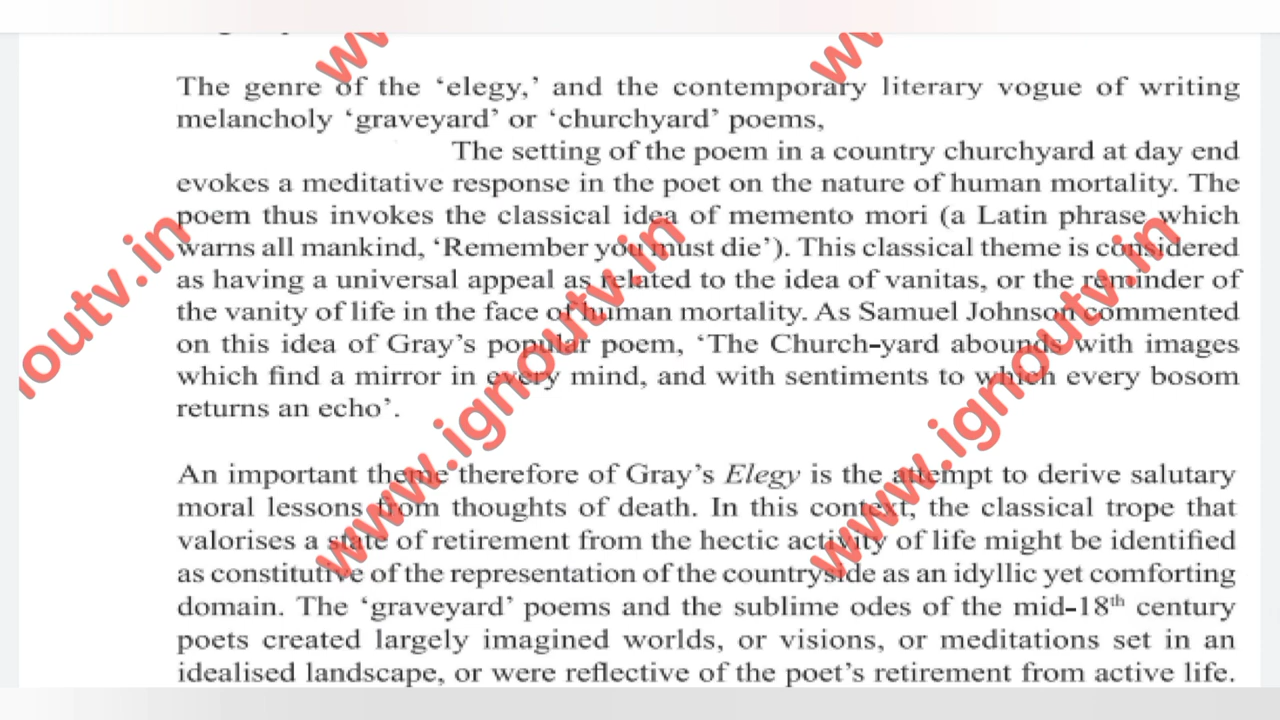 The genre of the ‘elegy,’ and the contemporary literary vogue of writing
melancholy ‘graveyard’ or ‘churchyard’ poems,
The setting of the poem in a country churchyard at day end
evokes a meditative response in the poet on the nature of human mortality. The
poem thus invokes the classical idea of memento mori (a Latin phrase which
warns all mankind, ‘Remember you must die’). This classical theme is considered
as having a universal appeal as related to the idea of vanitas, or the reminder of
the vanity of life in the face of human mortality. As Samuel Johnson commented
on this idea of Gray’s popular poem, ‘The Church-yard abounds with images
which find a mirror in every mind, and with sentiments to which every bosom
returns an echo’.
An important theme therefore of Gray’s Elegy is the attempt to derive salutary
moral lessons from thoughts of death. In this context, the classical trope that
valorises a state of retirement from the hectic activity of life might be identified
as constitutive of the representation of the countryside as an idyllic yet comforting
domain. The ‘graveyard’ poems and the sublime odes of the mid-18th century
poets created largely imagined worlds, or visions, or meditations set in an
idealised landscape, or were reflective of the poet’s retirement from active life.
www.ignoutv.in
www.ignoutv.in
noutv.in
w
w